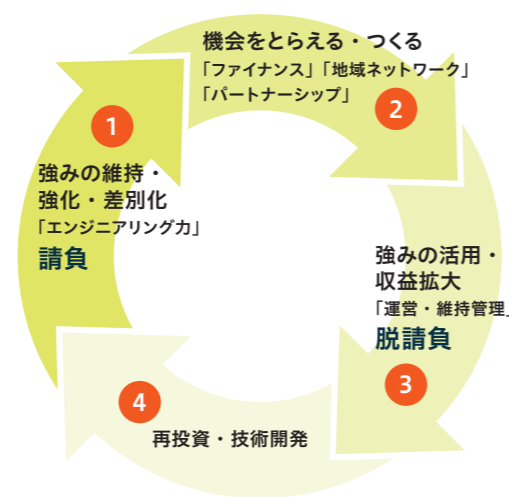 1
強みの維持・
強化・差別化
「エンジニアリング力」
請負
機会をとらえる・つくる
「ファイナンス」「地域ネットワーク」
「パートナーシップ」
2
強みの活用・
収益拡大
「運営・維持管理」
脱請負
3
4
再投資・技術開発